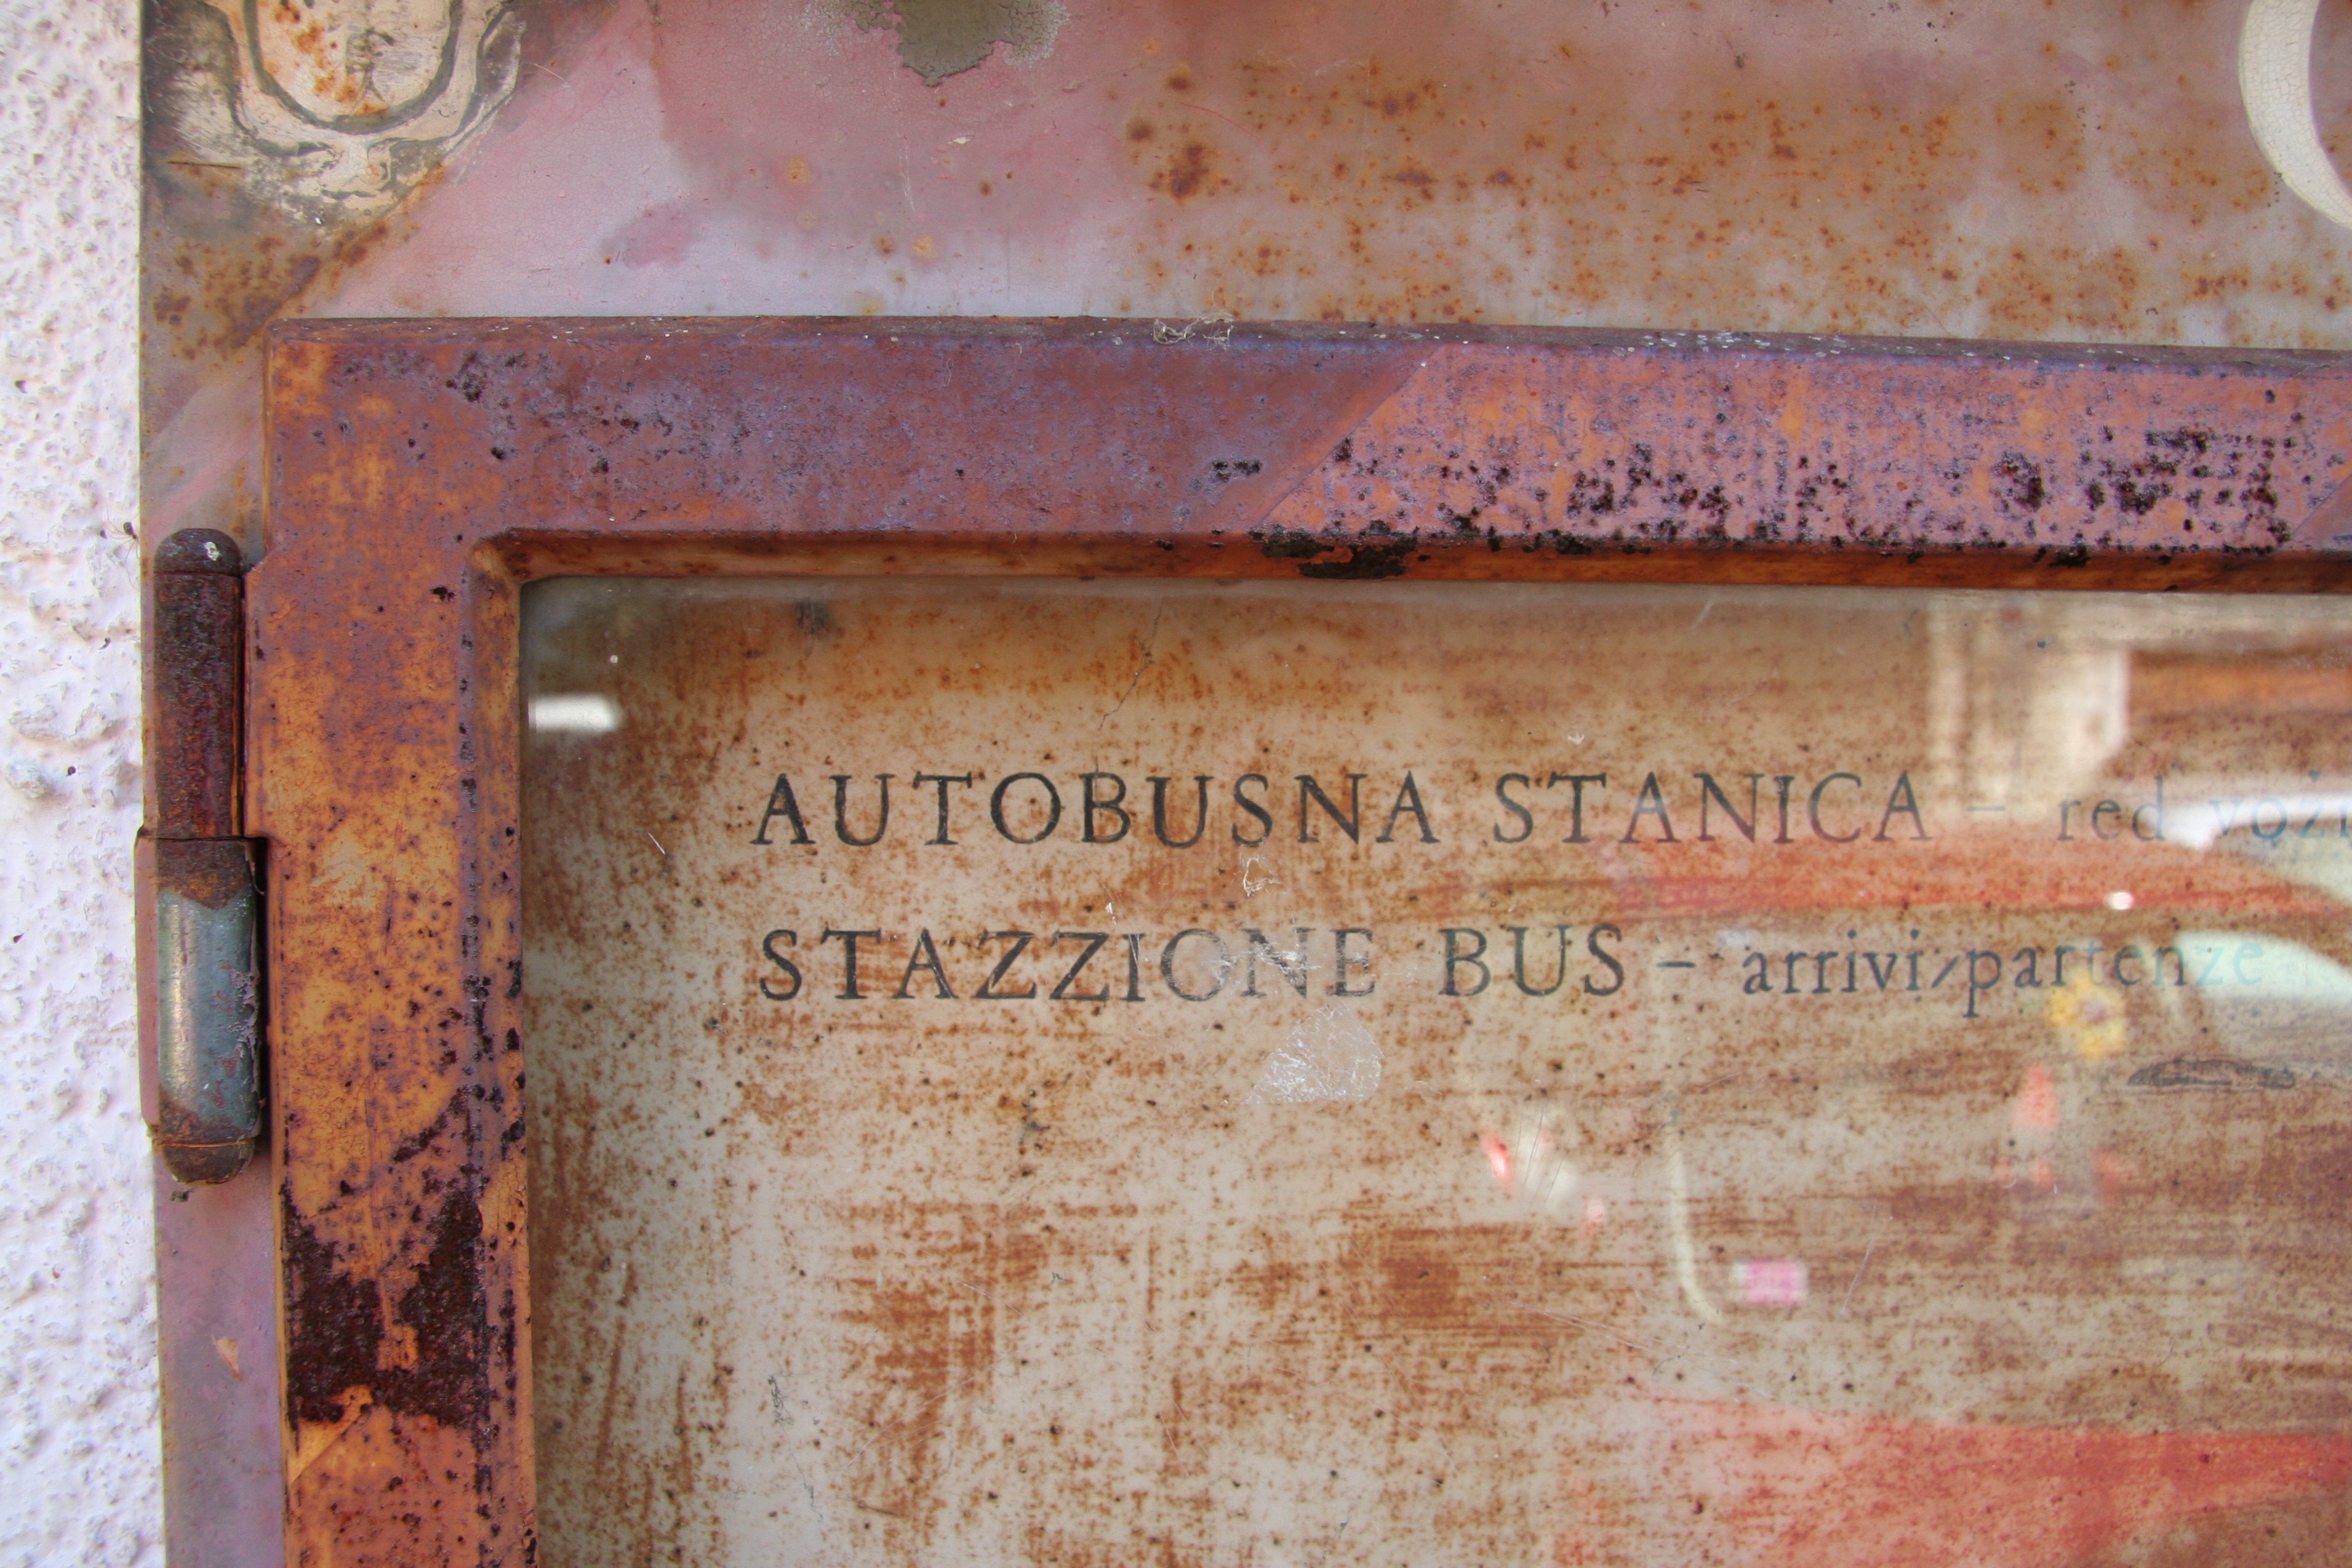 AUTOBUSNA STANICA – red
STAZZIONE BUS – arrivi/partenze